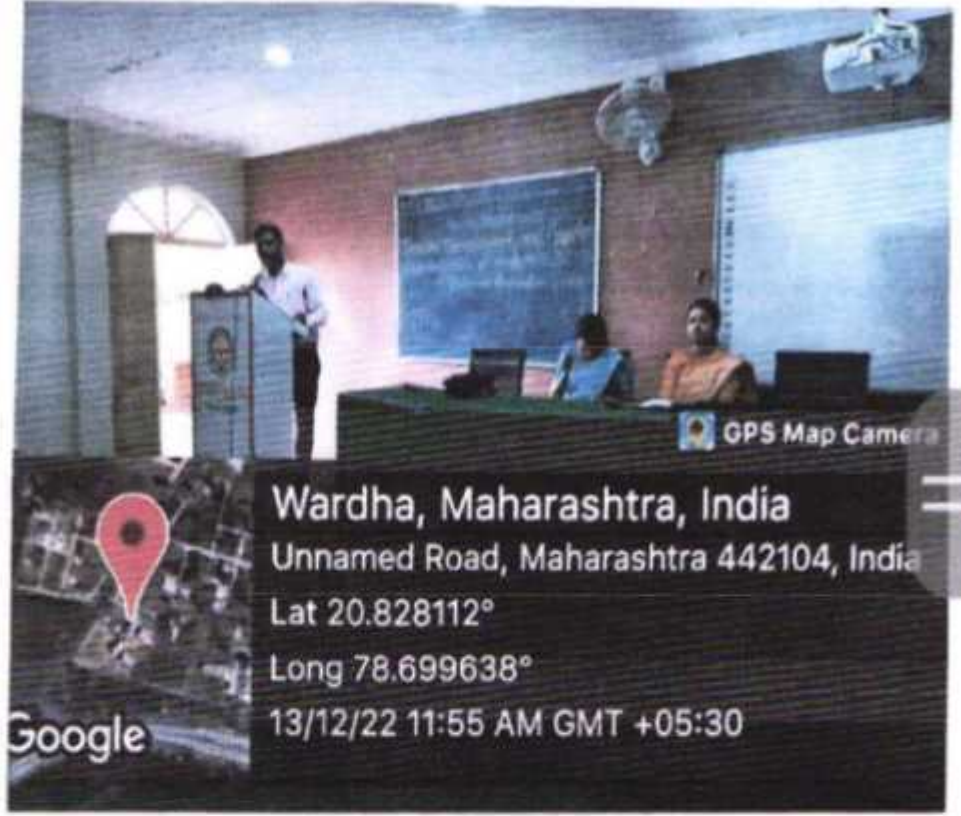 GPS Map Camera
Wardha, Maharashtra, India
Unnamed Road, Maharashtra 442104, India
Lat 20.828112°
Long 78.699638°
13/12/22 11:55 AM GMT +05:30
Google